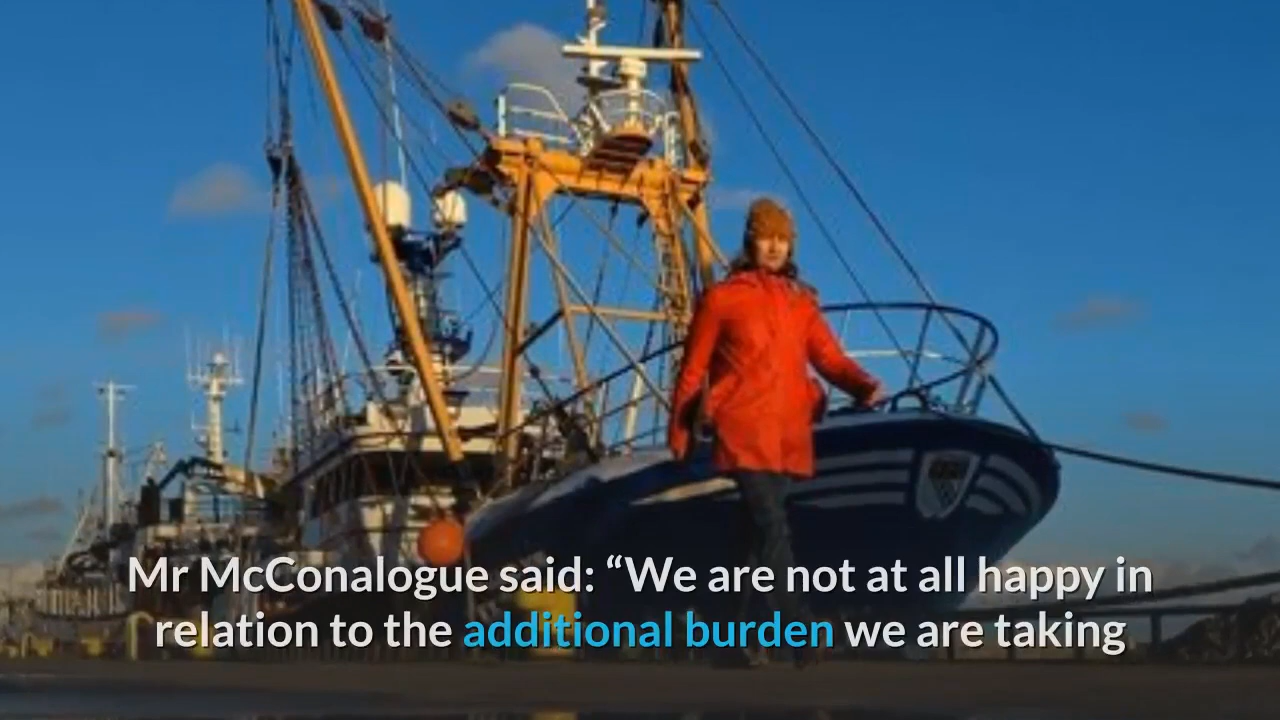 Mr McConalogue said: “We are not at all happy in
relation to the additional burden we are taking